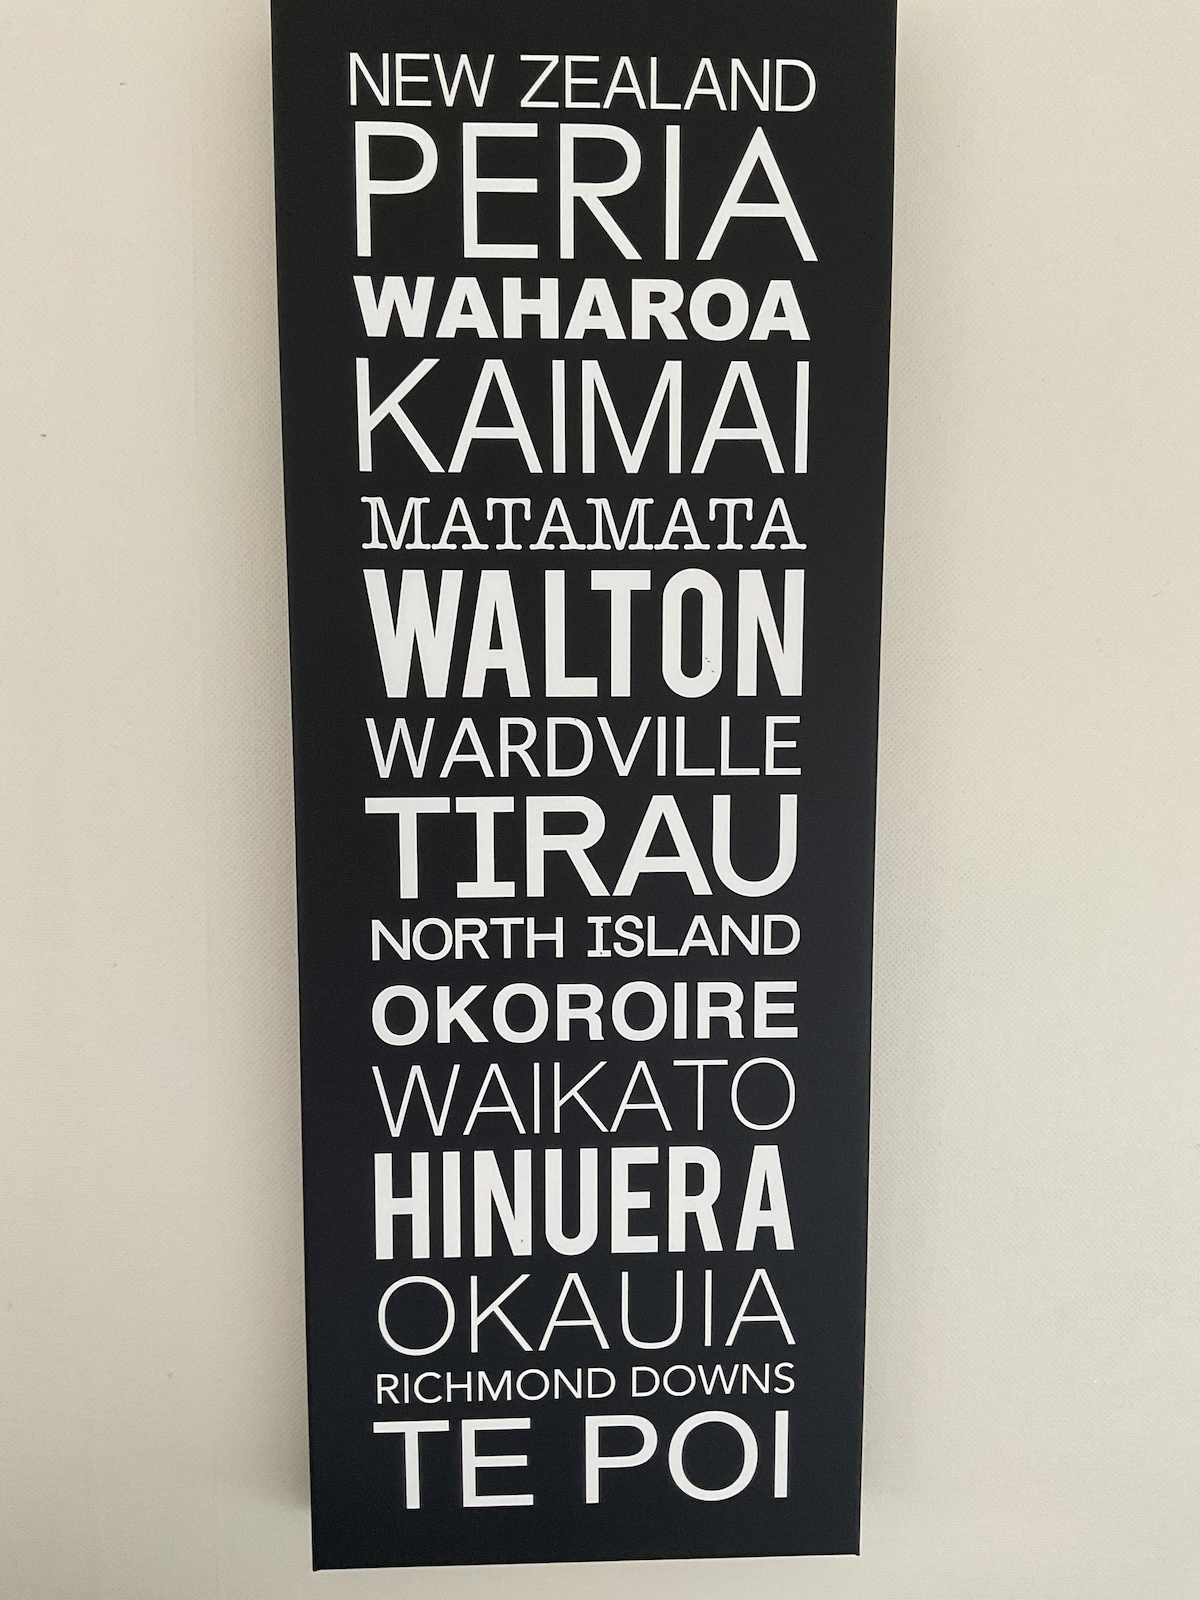 NEW ZEALAND
PERIA
WAHAROA
KAIMAI
MATAMATA
WALTON
WARDVILLE
TIRAU
NORTH ISLAND
OKOROIRE
WAIKATO
HINUERA
OKAUIA
RICHMOND DOWNS
TE POI